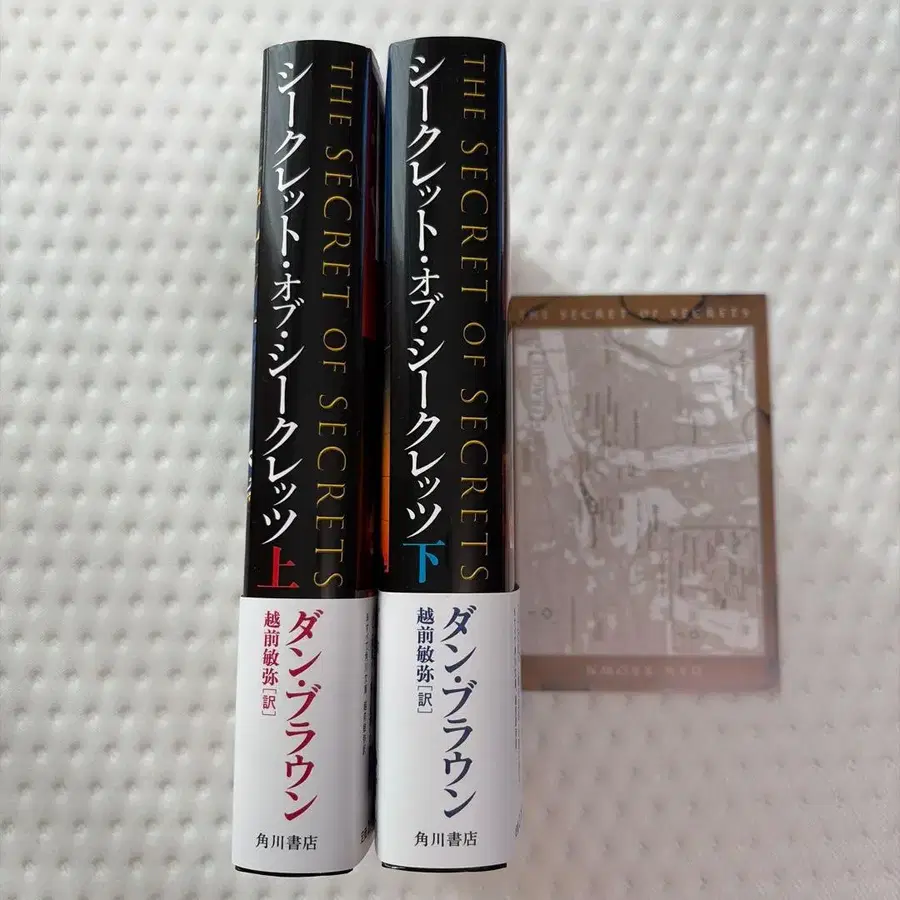 シークレット・オブ・シークレッツ 上
THE SECRET OF SECRETS
ダン・ブラウン
越前敏弥[訳]
角川書店
シークレット・オブ・シークレッツ 下
THE SECRET OF SECRETS
ダン・ブラウン
越前敏弥[訳]
角川書店
THE SECRET OF SECRETS
PRAGUE